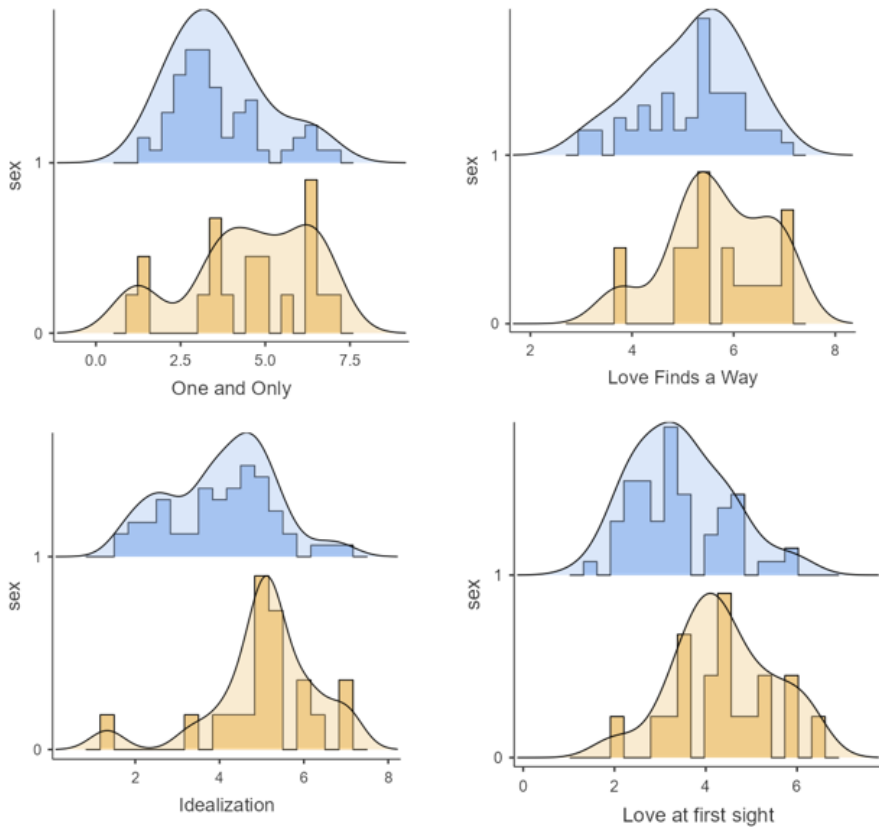 sex
1
0
0.0 2.5 5.0 7.5
One and Only
sex
1
0
2 4 6 8
Love Finds a Way
sex
1
0
2 4 6 8
Idealization
sex
1
0
0 2 4 6
Love at first sight